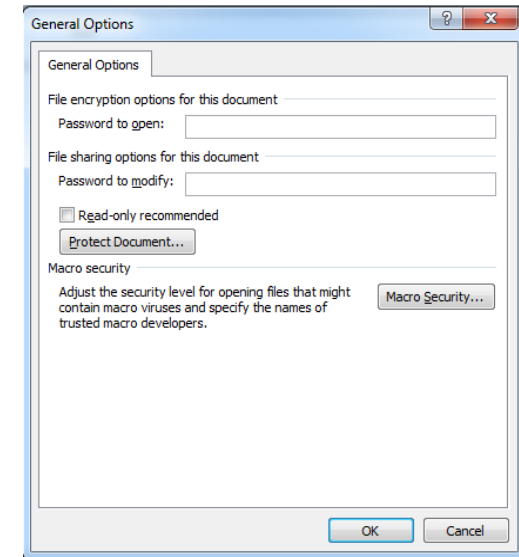 General Options
General Options
File encryption options for this document
Password to open:
File sharing options for this document
Password to modify:
Read-only recommended
Protect Document...
Macro security
Adjust the security level for opening files that might
contain macro viruses and specify the names of
trusted macro developers.
Macro Security...
OK
Cancel